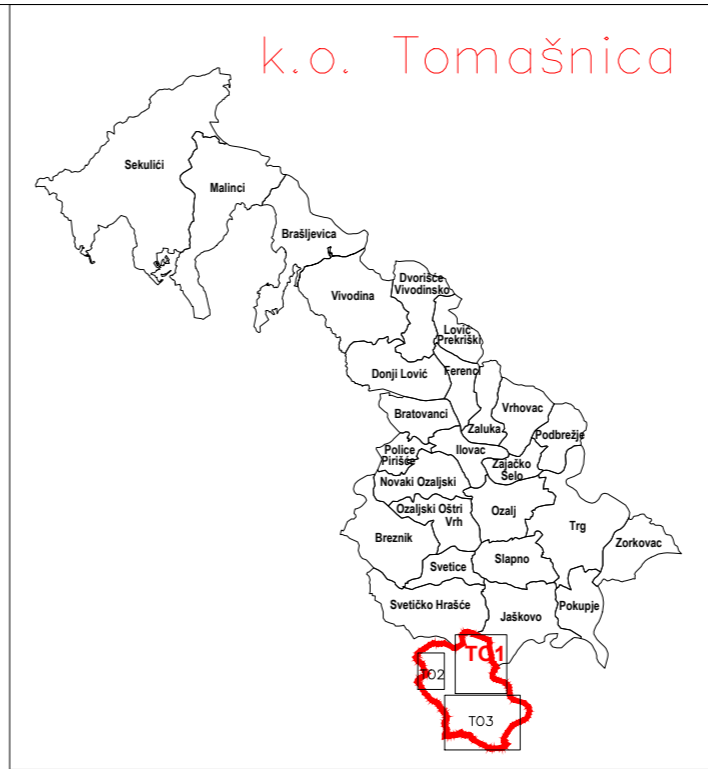 k.o. Tomašnica
Sekulići
Malinci
Brašljevica
Dvorišće
Vivodinsko
Vivodina
Lović
Prekriški
Donji Lović
Ferenci
Vrhovac
Bratovanci
Zaluka
Podbrežje
Police
Pirišće
Ilovac
Zajačko
Selo
Novaki Ozaljski
Ozaljski Oštri
Vrh
Ozalj
Trg
Breznik
Zorkovac
Svetice
Slapno
Svetičko Hrašće
Jaškovo
Pokupje
TO1
TO2
TO3